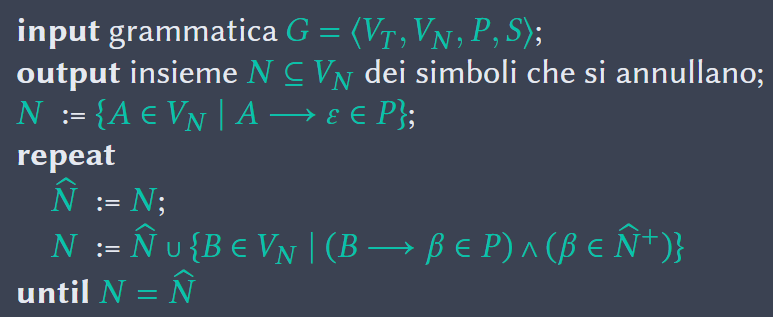 input grammatica G = ⟨V_T, V_N, P, S⟩;
output insieme N ⊆ V_N dei simboli che si annullano;
N := {A ∈ V_N | A ⟶ ε ∈ P};
repeat
N̂ := N;
N := N̂ ∪ {B ∈ V_N | (B ⟶ β ∈ P) ∧ (β ∈ N̂⁺)}
until N = N̂